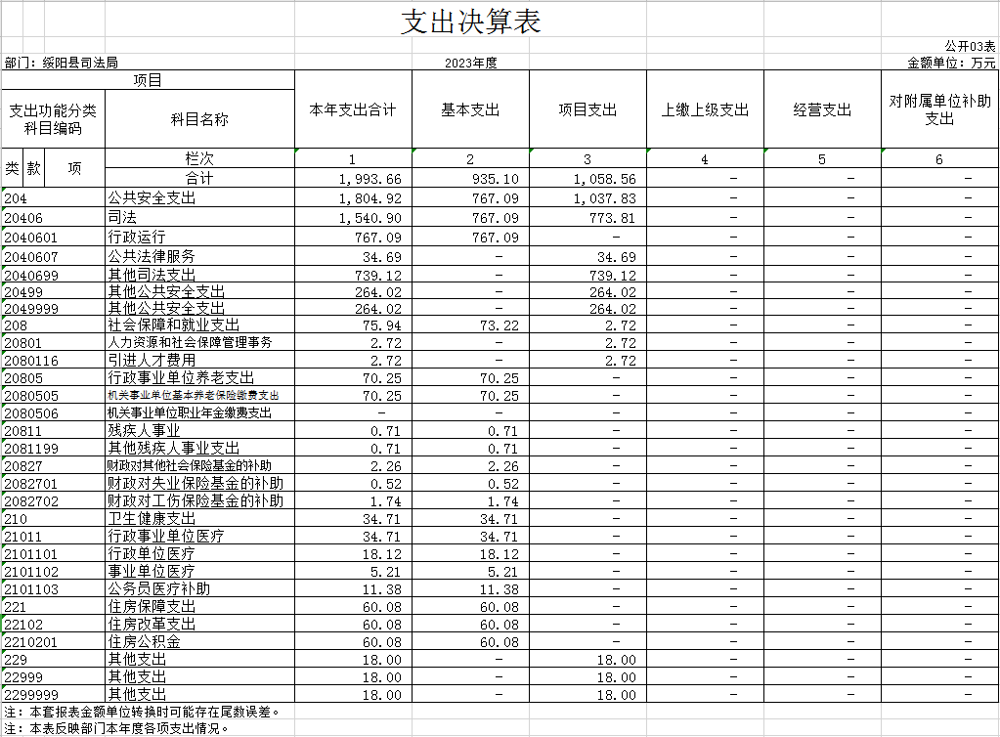 支出决算表
公开03表
部门：绥阳县司法局 2023年度 金额单位：万元
项目 本年支出合计 基本支出 项目支出 上缴上级支出 经营支出 对附属单位补助支出
支出功能分类科目编码 科目名称
类 款 项 栏次 1 2 3 4 5 6
合计 1,993.66 935.10 1,058.56 － － －
204 公共安全支出 1,804.92 767.09 1,037.83 － － －
20406 司法 1,540.90 767.09 773.81 － － －
2040601 行政运行 767.09 767.09 － － － －
2040607 公共法律服务 34.69 － 34.69 － － －
2040699 其他司法支出 739.12 － 739.12 － － －
20499 其他公共安全支出 264.02 － 264.02 － － －
2049999 其他公共安全支出 264.02 － 264.02 － － －
208 社会保障和就业支出 75.94 73.22 2.72 － － －
20801 人力资源和社会保障管理事务 2.72 － 2.72 － － －
2080116 引进人才费用 2.72 － 2.72 － － －
20805 行政事业单位养老支出 70.25 70.25 － － － －
2080505 机关事业单位基本养老保险缴费支出 70.25 70.25 － － － －
2080506 机关事业单位职业年金缴费支出 － － － － － －
20811 残疾人事业 0.71 0.71 － － － －
2081199 其他残疾人事业支出 0.71 0.71 － － － －
20827 财政对其他社会保险基金的补助 2.26 2.26 － － － －
2082701 财政对失业保险基金的补助 0.52 0.52 － － － －
2082702 财政对工伤保险基金的补助 1.74 1.74 － － － －
210 卫生健康支出 34.71 34.71 － － － －
21011 行政事业单位医疗 34.71 34.71 － － － －
2101101 行政单位医疗 18.12 18.12 － － － －
2101102 事业单位医疗 5.21 5.21 － － － －
2101103 公务员医疗补助 11.38 11.38 － － － －
221 住房保障支出 60.08 60.08 － － － －
22102 住房改革支出 60.08 60.08 － － － －
2210201 住房公积金 60.08 60.08 － － － －
229 其他支出 18.00 － 18.00 － － －
22999 其他支出 18.00 － 18.00 － － －
2299999 其他支出 18.00 － 18.00 － － －
注：本套报表金额单位转换时可能存在尾数误差。
注：本表反映部门本年度各项支出情况。